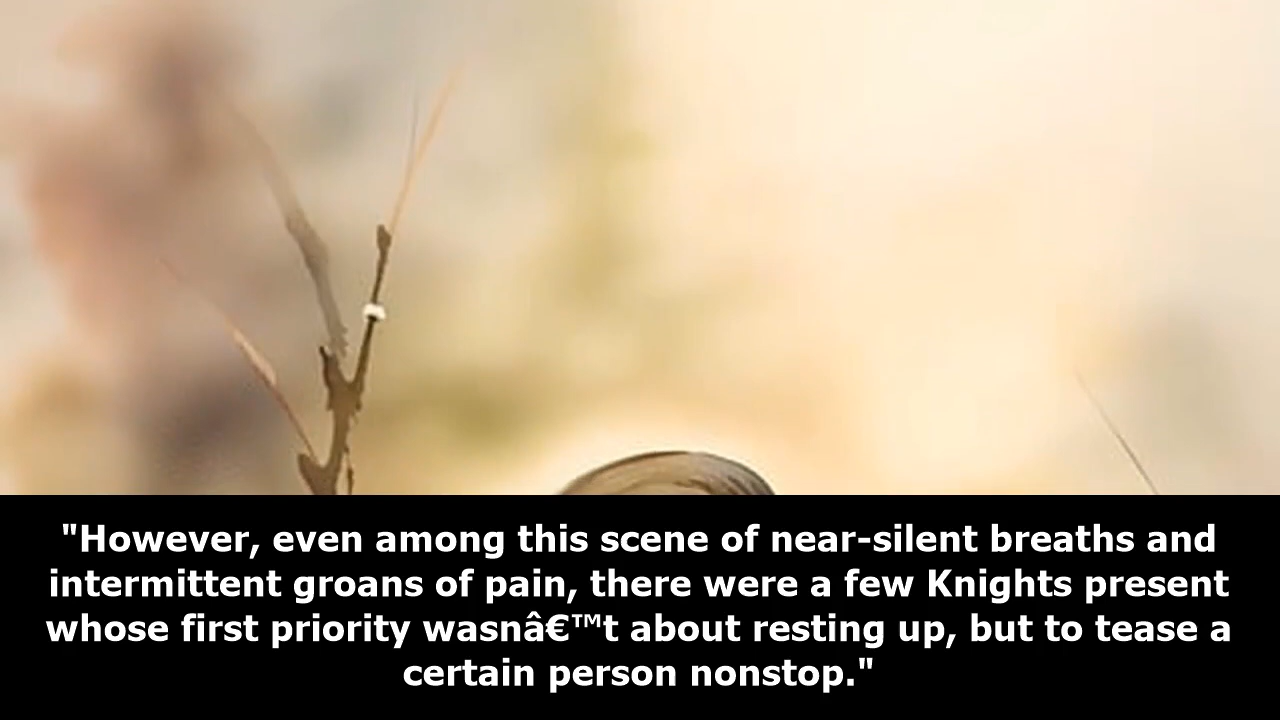 "However, even among this scene of near-silent breaths and
intermittent groans of pain, there were a few Knights present
whose first priority wasnâ€™t about resting up, but to tease a
certain person nonstop."